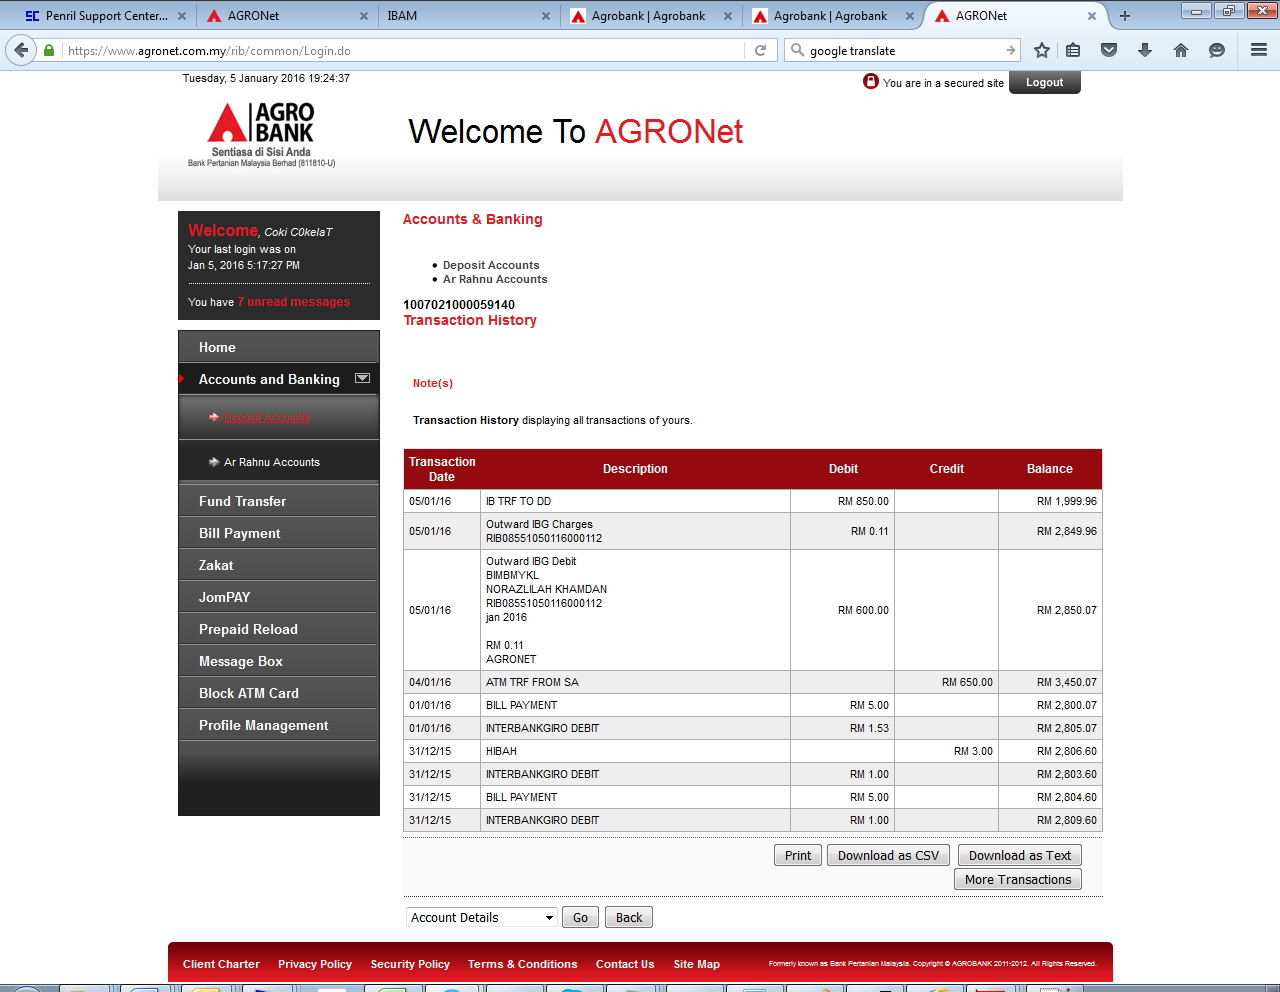 Penril Support Center...
AGRONet
IBAM
Agrobank | Agrobank
Agrobank | Agrobank
AGRONet
https://www.agronet.com.my/rib/common/Login.do
google translate
Tuesday, 5 January 2016 19:24:37
You are in a secured site
Logout
AGRO
BANK
Sentiasa di Sisi Anda
Bank Pertanian Malaysia Berhad (811810-U)
Welcome To AGRONet
Welcome, Coki C0kelaT
Your last login was on
Jan 5, 2016 5:17:27 PM
You have 7 unread messages
Home
Accounts and Banking
Deposit Accounts
Ar Rahnu Accounts
Fund Transfer
Bill Payment
Zakat
JomPAY
Prepaid Reload
Message Box
Block ATM Card
Profile Management
Accounts & Banking
Deposit Accounts
Ar Rahnu Accounts
1007021000059140
Transaction History
Note(s)
Transaction History displaying all transactions of yours.
Transaction Date Description Debit Credit Balance
05/01/16 IB TRF TO DD RM 850.00 RM 1,999.96
05/01/16 Outward IBG Charges RM 0.11 RM 2,849.96
RIB08551050116000112
05/01/16 Outward IBG Debit RM 600.00 RM 2,850.07
BIMBMYKL
NORAZLILAH KHAMDAN
RIB08551050116000112
jan 2016
RM 0.11
AGRONET
04/01/16 ATM TRF FROM SA RM 650.00 RM 3,450.07
01/01/16 BILL PAYMENT RM 5.00 RM 2,800.07
01/01/16 INTERBANKGIRO DEBIT RM 1.53 RM 2,805.07
31/12/15 HIBAH RM 3.00 RM 2,806.60
31/12/15 INTERBANKGIRO DEBIT RM 1.00 RM 2,803.60
31/12/15 BILL PAYMENT RM 5.00 RM 2,804.60
31/12/15 INTERBANKGIRO DEBIT RM 1.00 RM 2,809.60
Print Download as CSV Download as Text
More Transactions
Account Details Go Back
Client Charter Privacy Policy Security Policy Terms & Conditions Contact Us Site Map
Formerly known as Bank Pertanian Malaysia. Copyright © AGROBANK 2011-2012. All Rights Reserved.